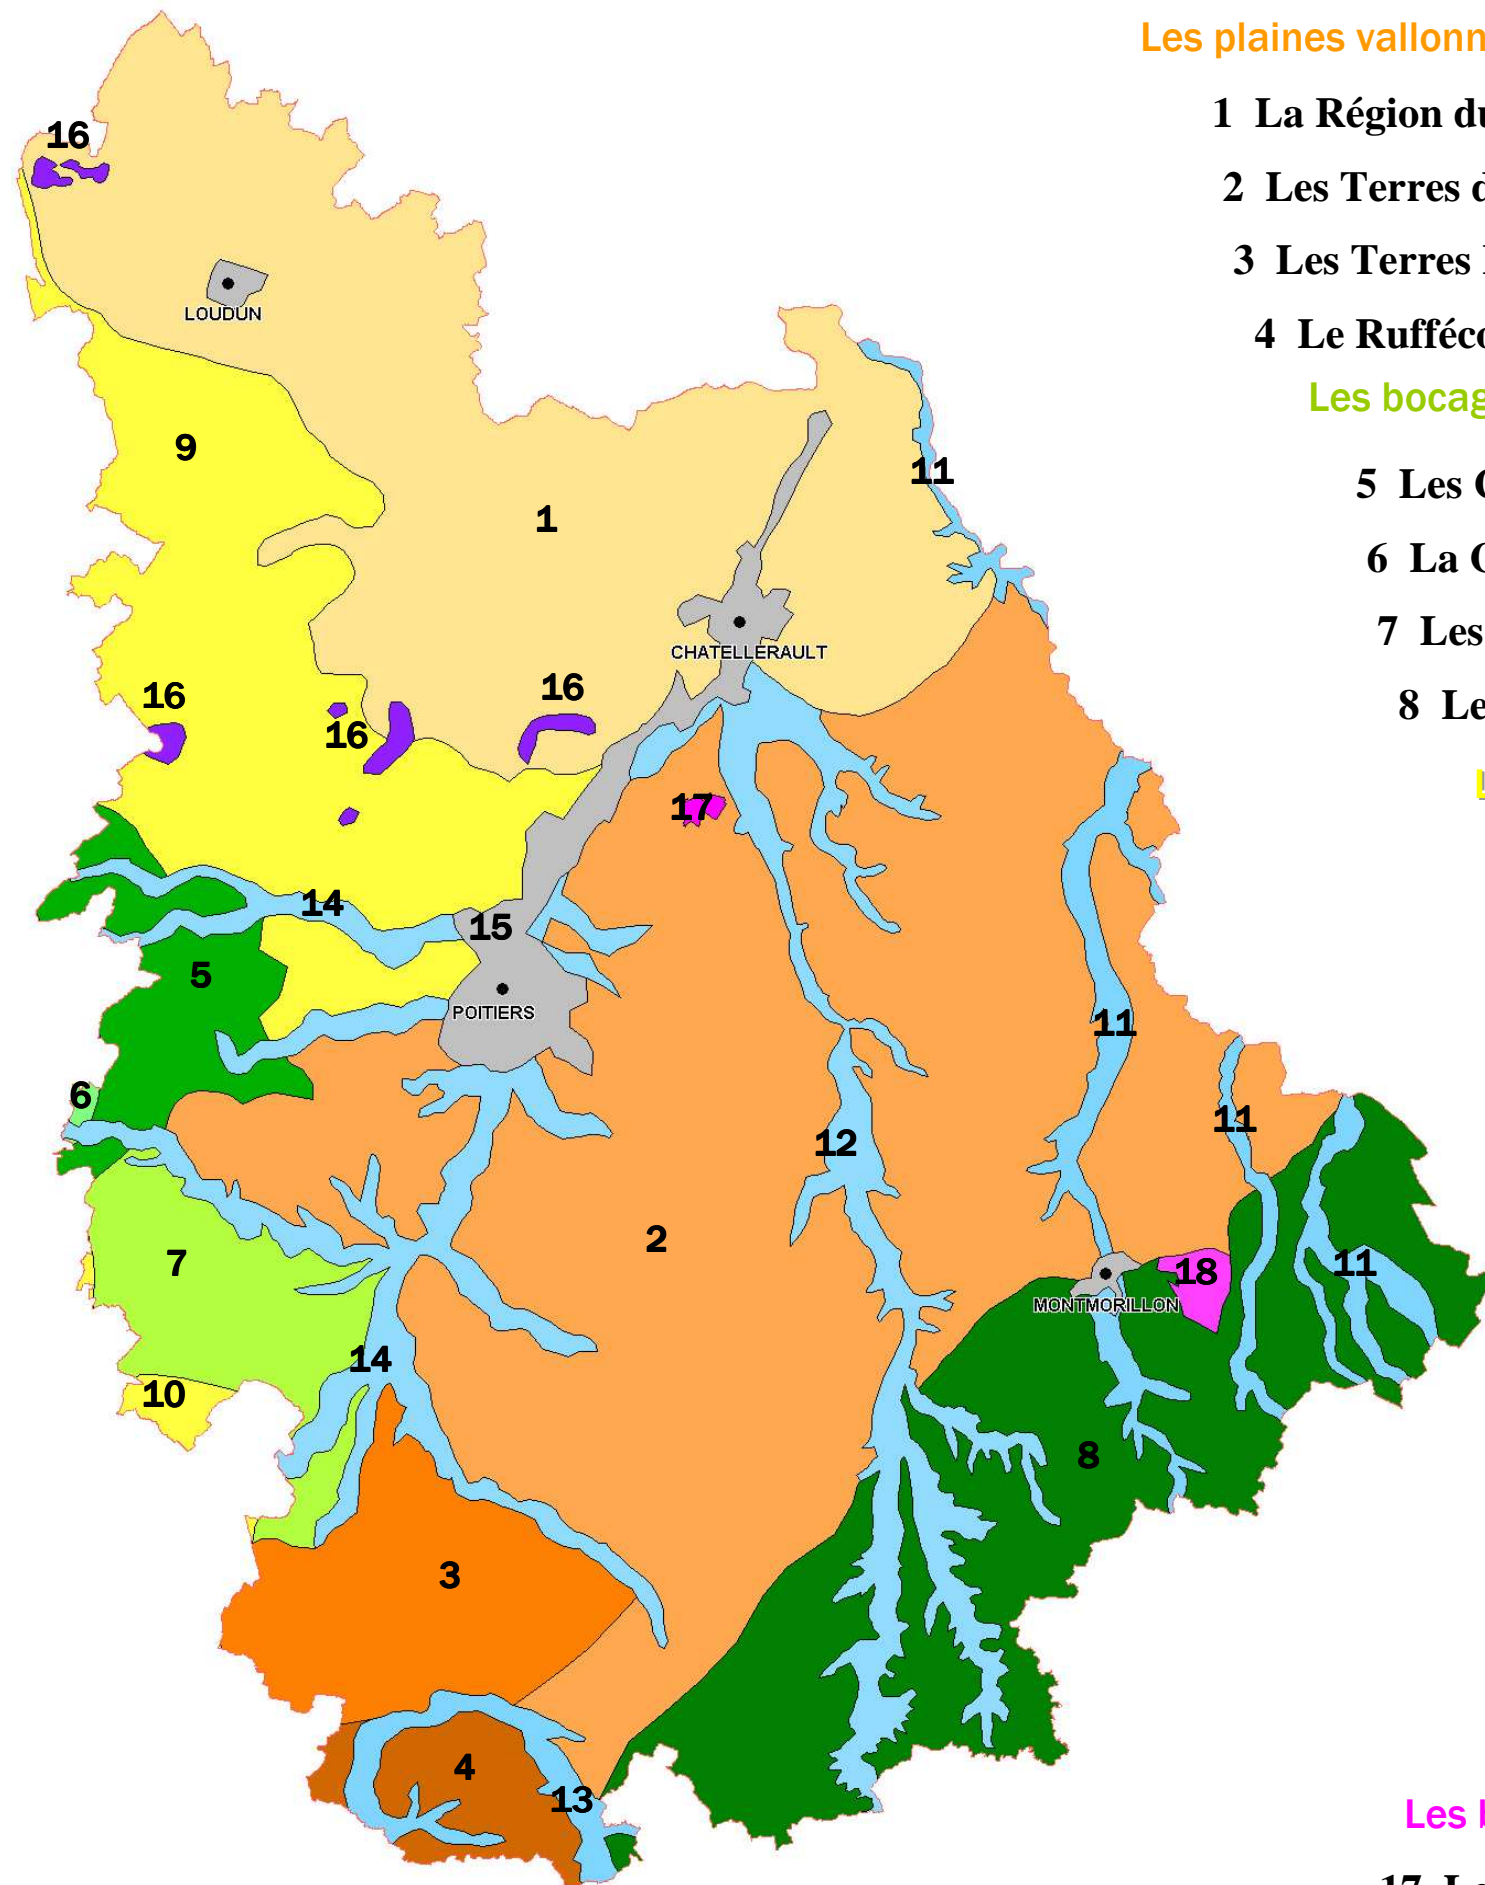 Les plaines vallonn
1 La Région du
2 Les Terres d
3 Les Terres
4 Le Ruffécо
Les bocag
5 Les
6 La
7 Les
8 Le
16
LOUDUN
9
11
1
CHATELLERAULT
16
16
16
17
14
15
5
POITIERS
11
6
11
12
2
7
18
11
MONTMORILLON
14
10
8
3
4
13
Les b
17